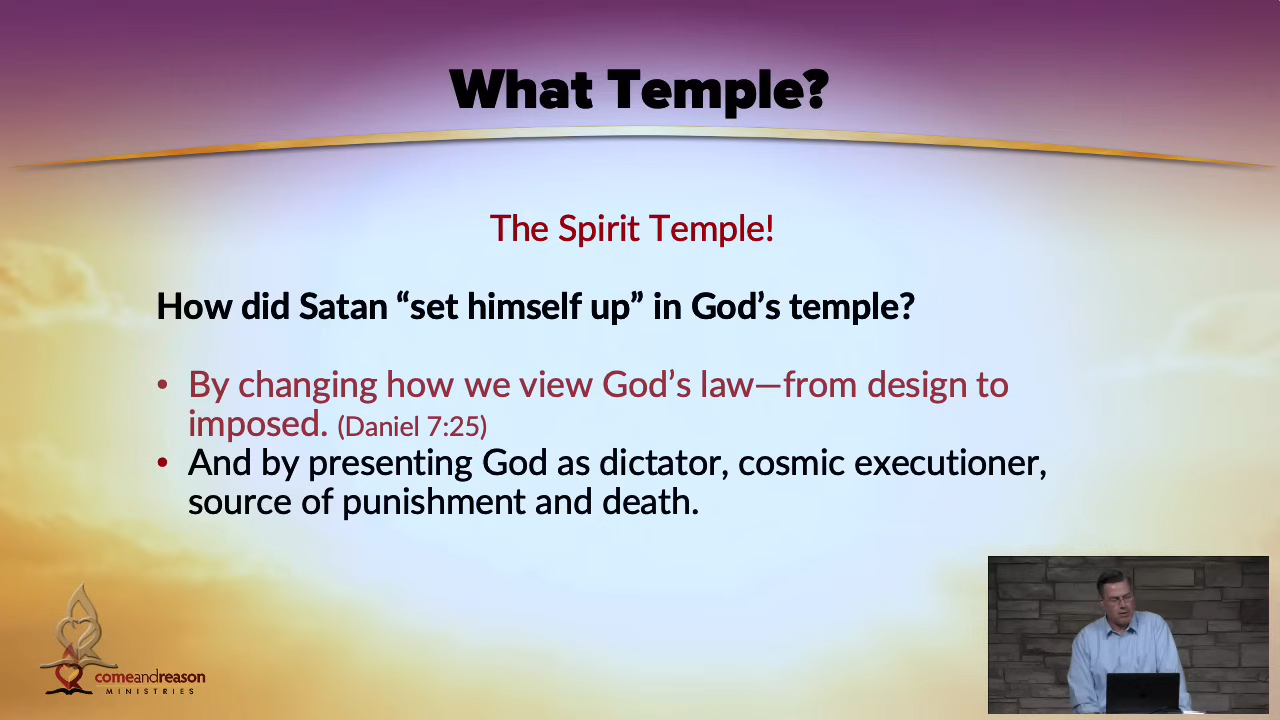 What Temple?
The Spirit Temple!
How did Satan “set himself up” in God’s temple?
• By changing how we view God’s law—from design to
imposed. (Daniel 7:25)
• And by presenting God as dictator, cosmic executioner,
source of punishment and death.
comeandreason
MINISTRIES